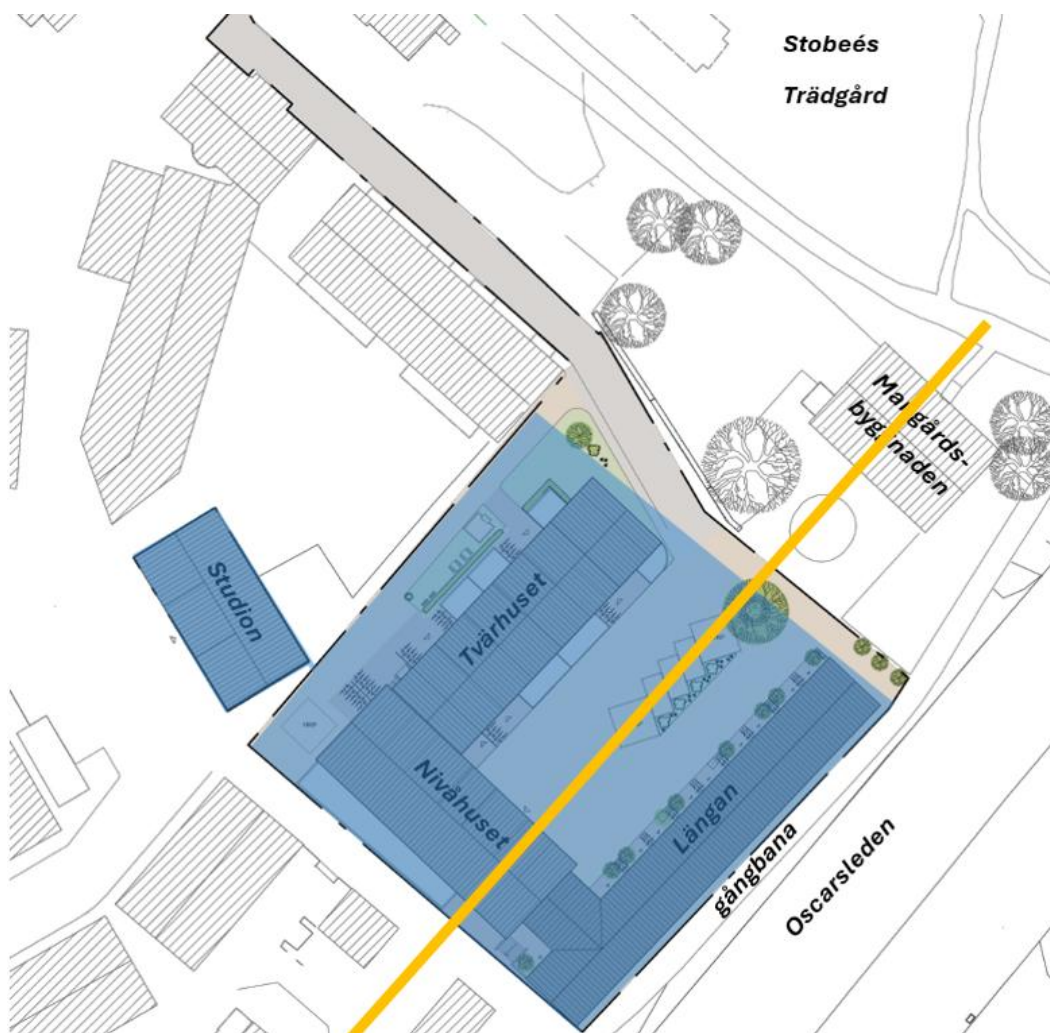 Stobeés
Trädgård
Mangårds-
byggnaden
Studion
Tvärhuset
Nivåhuset
Längan
gångbana
Oscarsleden